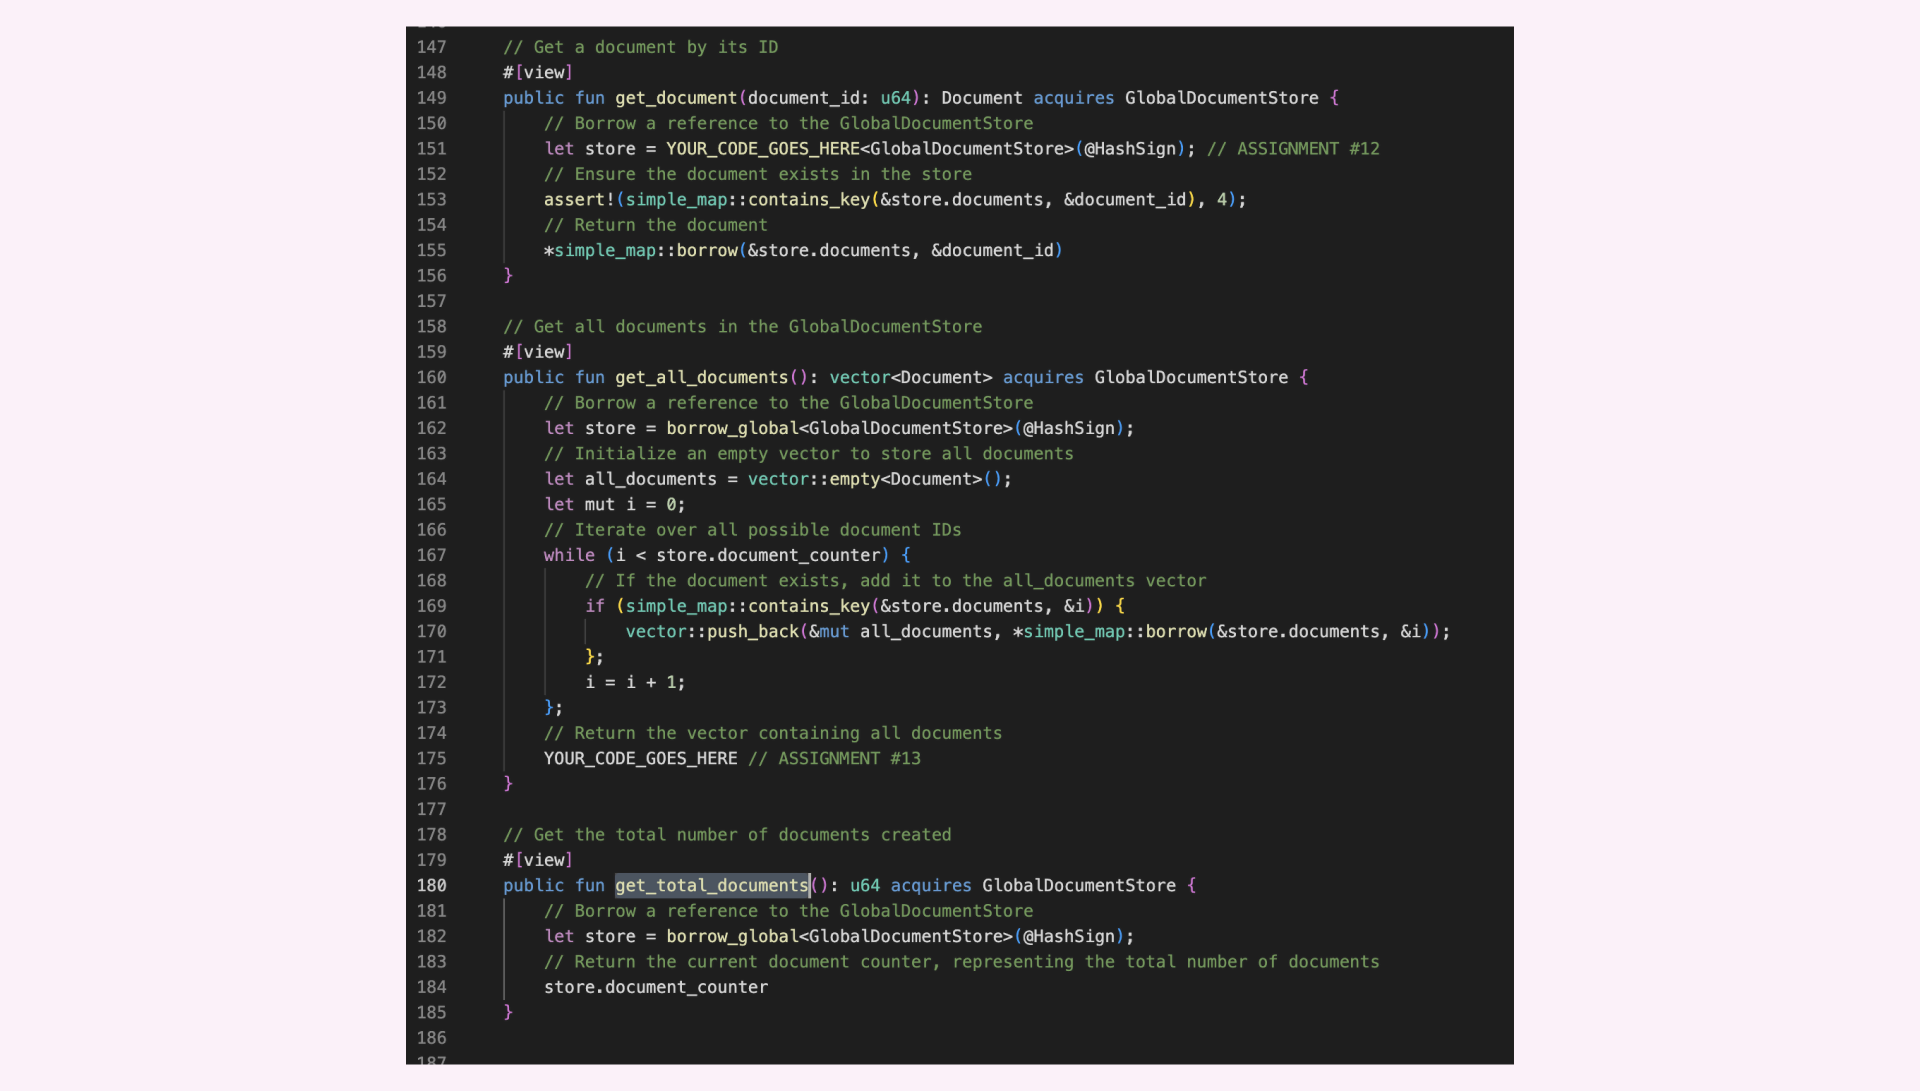 147 // Get a document by its ID
148 #[view]
149 public fun get_document(document_id: u64): Document acquires GlobalDocumentStore {
150 // Borrow a reference to the GlobalDocumentStore
151 let store = YOUR_CODE_GOES_HERE<GlobalDocumentStore>(@HashSign); // ASSIGNMENT #12
152 // Ensure the document exists in the store
153 assert!(simple_map::contains_key(&store.documents, &document_id), 4);
154 // Return the document
155 *simple_map::borrow(&store.documents, &document_id)
156 }
157
158 // Get all documents in the GlobalDocumentStore
159 #[view]
160 public fun get_all_documents(): vector<Document> acquires GlobalDocumentStore {
161 // Borrow a reference to the GlobalDocumentStore
162 let store = borrow_global<GlobalDocumentStore>(@HashSign);
163 // Initialize an empty vector to store all documents
164 let all_documents = vector::empty<Document>();
165 let mut i = 0;
166 // Iterate over all possible document IDs
167 while (i < store.document_counter) {
168 // If the document exists, add it to the all_documents vector
169 if (simple_map::contains_key(&store.documents, &i)) {
170 vector::push_back(&mut all_documents, *simple_map::borrow(&store.documents, &i));
171 };
172 i = i + 1;
173 };
174 // Return the vector containing all documents
175 YOUR_CODE_GOES_HERE // ASSIGNMENT #13
176 }
177
178 // Get the total number of documents created
179 #[view]
180 public fun get_total_documents(): u64 acquires GlobalDocumentStore {
181 // Borrow a reference to the GlobalDocumentStore
182 let store = borrow_global<GlobalDocumentStore>(@HashSign);
183 // Return the current document counter, representing the total number of documents
184 store.document_counter
185 }
186
187